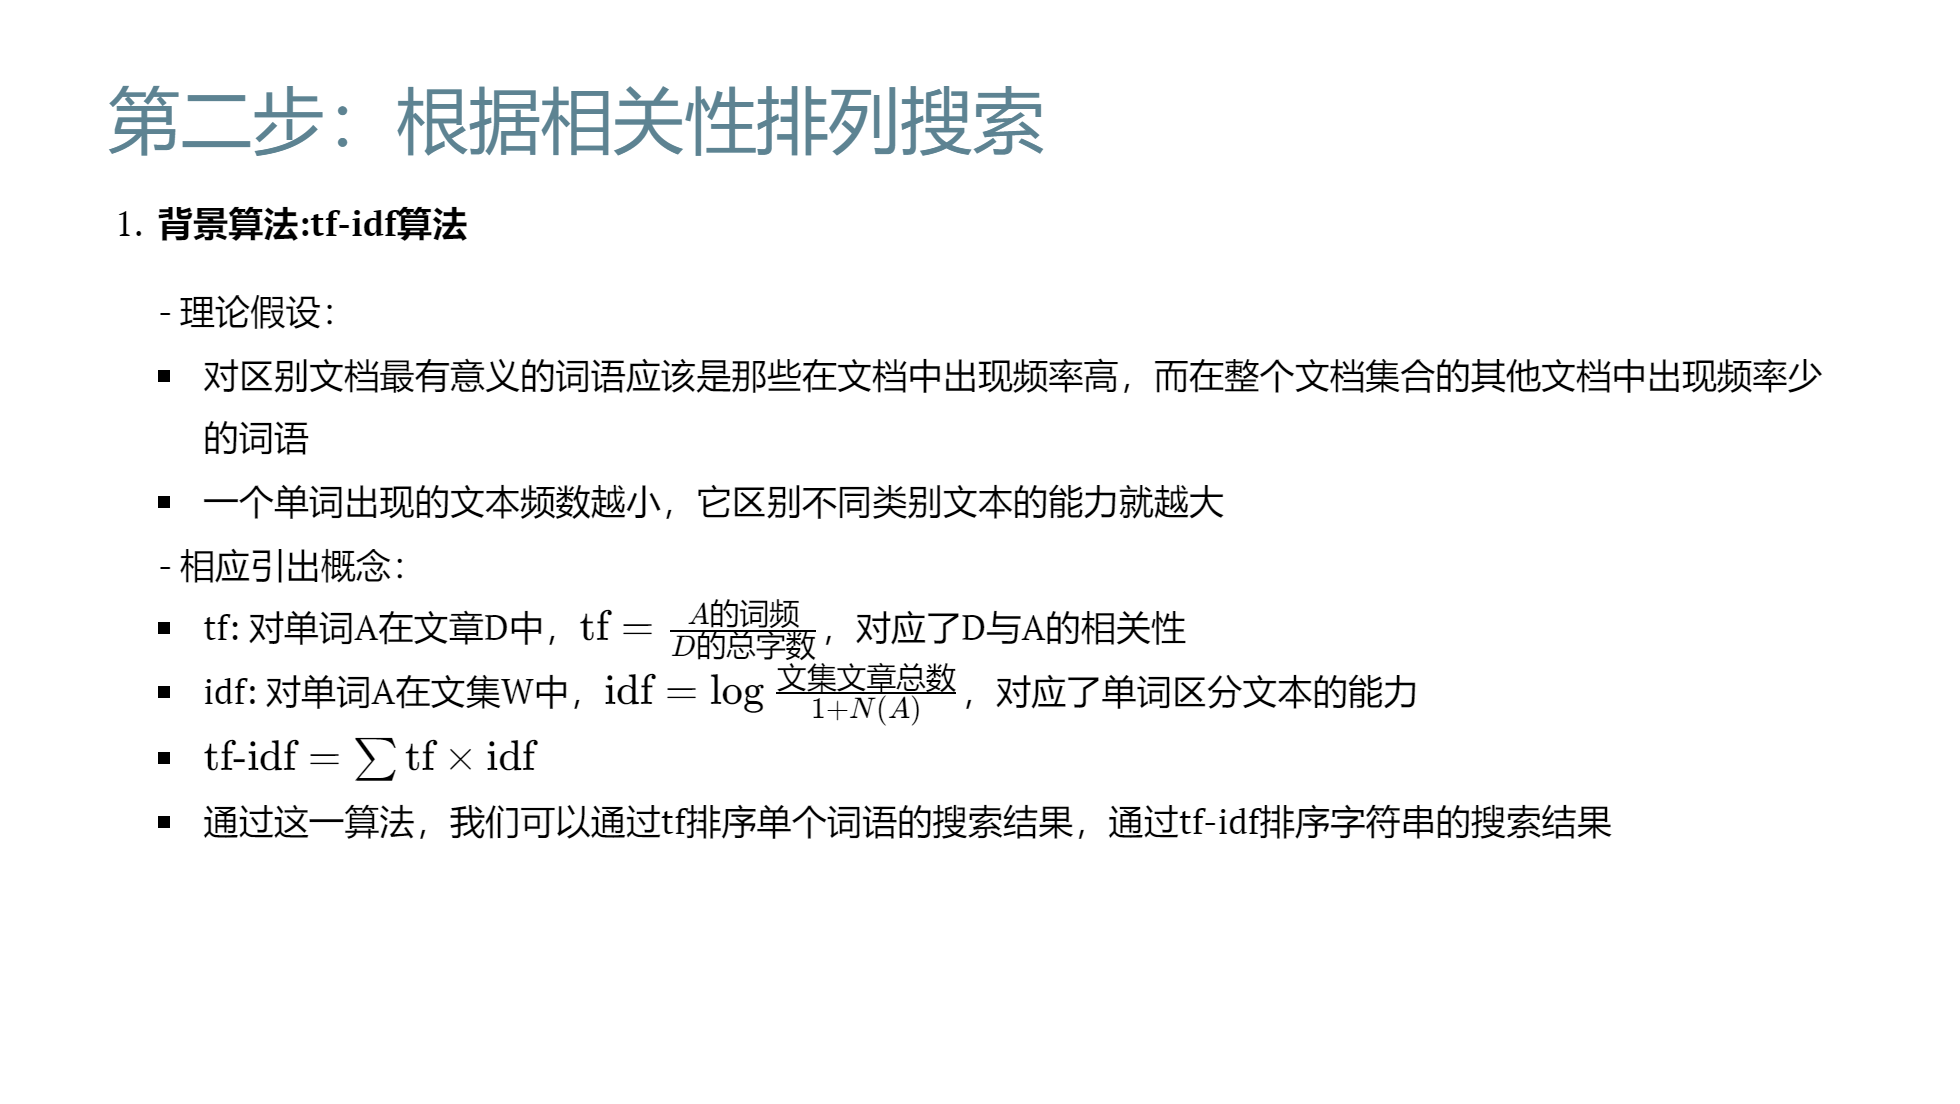 第二步：根据相关性排列搜索
1. 背景算法:tf-idf算法
- 理论假设：
▪ 对区别文档最有意义的词语应该是那些在文档中出现频率高，而在整个文档集合的其他文档中出现频率少
的词语
▪ 一个单词出现的文本频数越小，它区别不同类别文本的能力就越大
- 相应引出概念：
▪ tf: 对单词A在文章D中，tf = A的词频 / D的总字数，对应了D与A的相关性
▪ idf: 对单词A在文集W中，idf = log 文集文章总数 / 1+N(A)，对应了单词区分文本的能力
▪ tf-idf = ∑ tf × idf
▪ 通过这一算法，我们可以通过tf排序单个词语的搜索结果，通过tf-idf排序字符串的搜索结果